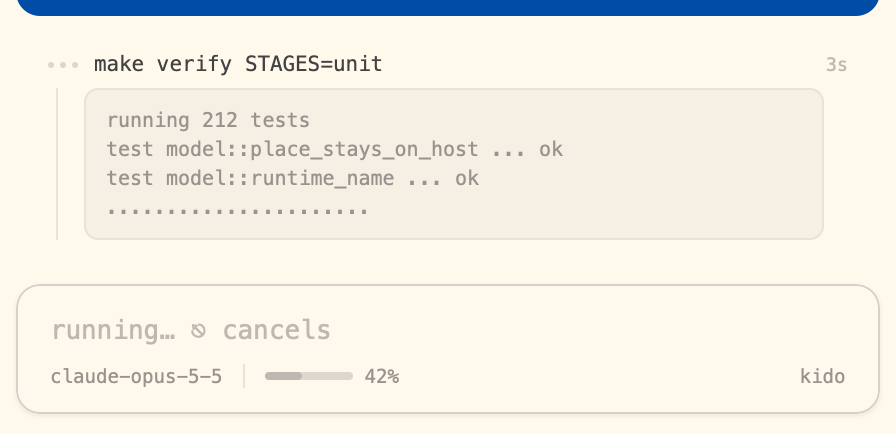 make verify STAGES=unit 3s
running 212 tests
test model::place_stays_on_host ... ok
test model::runtime_name ... ok
......................
running… ⎋ cancels
claude-opus-5-5 42% kido